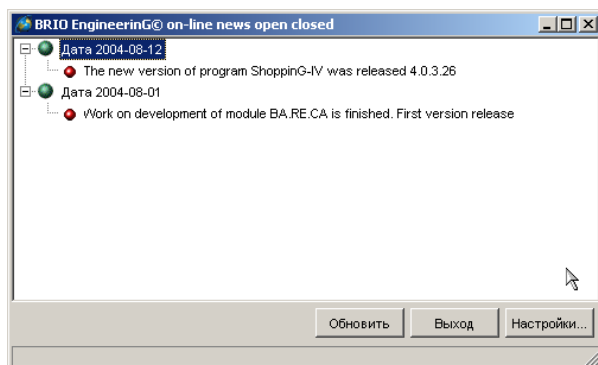 BRIO EngineerinG© on-line news open closed
Дата 2004-08-12
The new version of program ShoppinG-IV was released 4.0.3.26
Дата 2004-08-01
Work on development of module BA.RE.CA is finished. First version release
Обновить Выход Настройки...